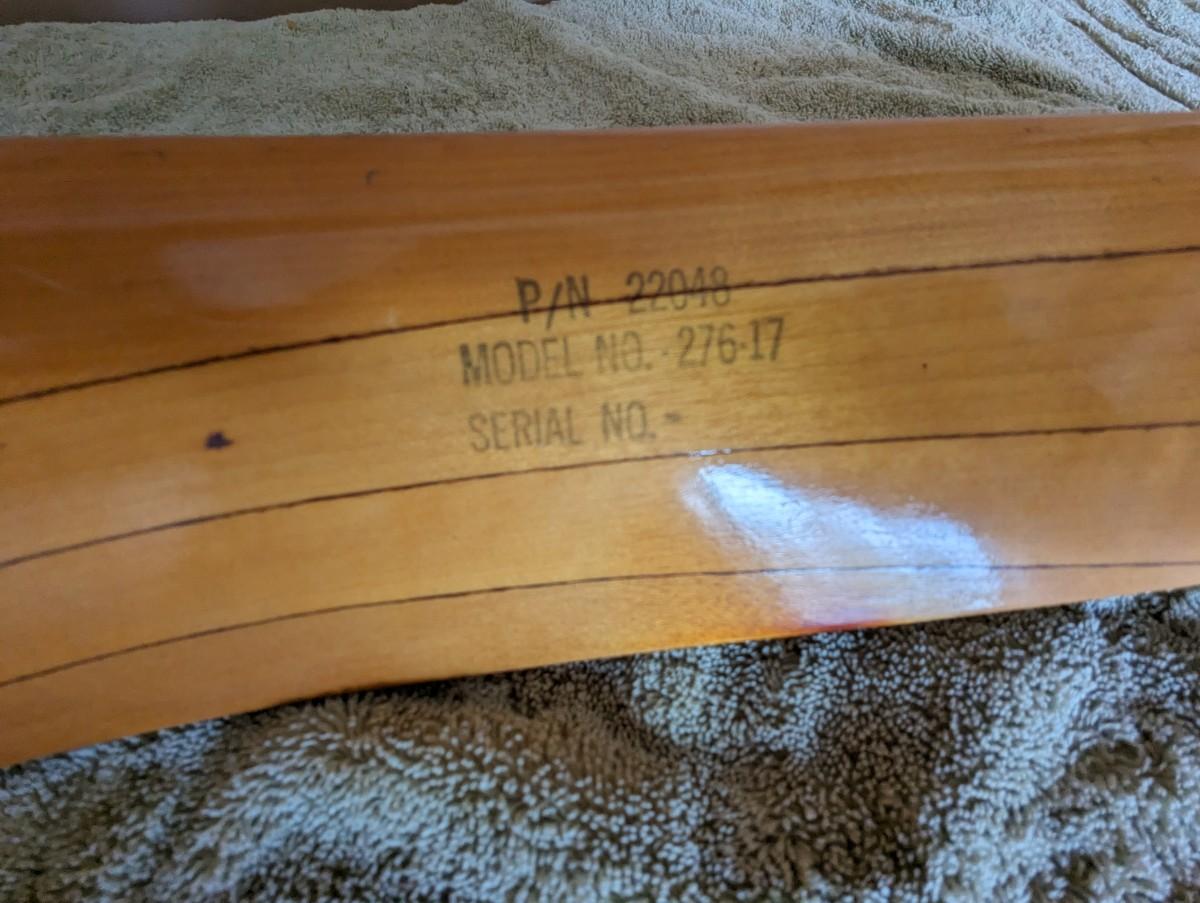 P/N 22048
MODEL NO. 276-17
SERIAL NO. -